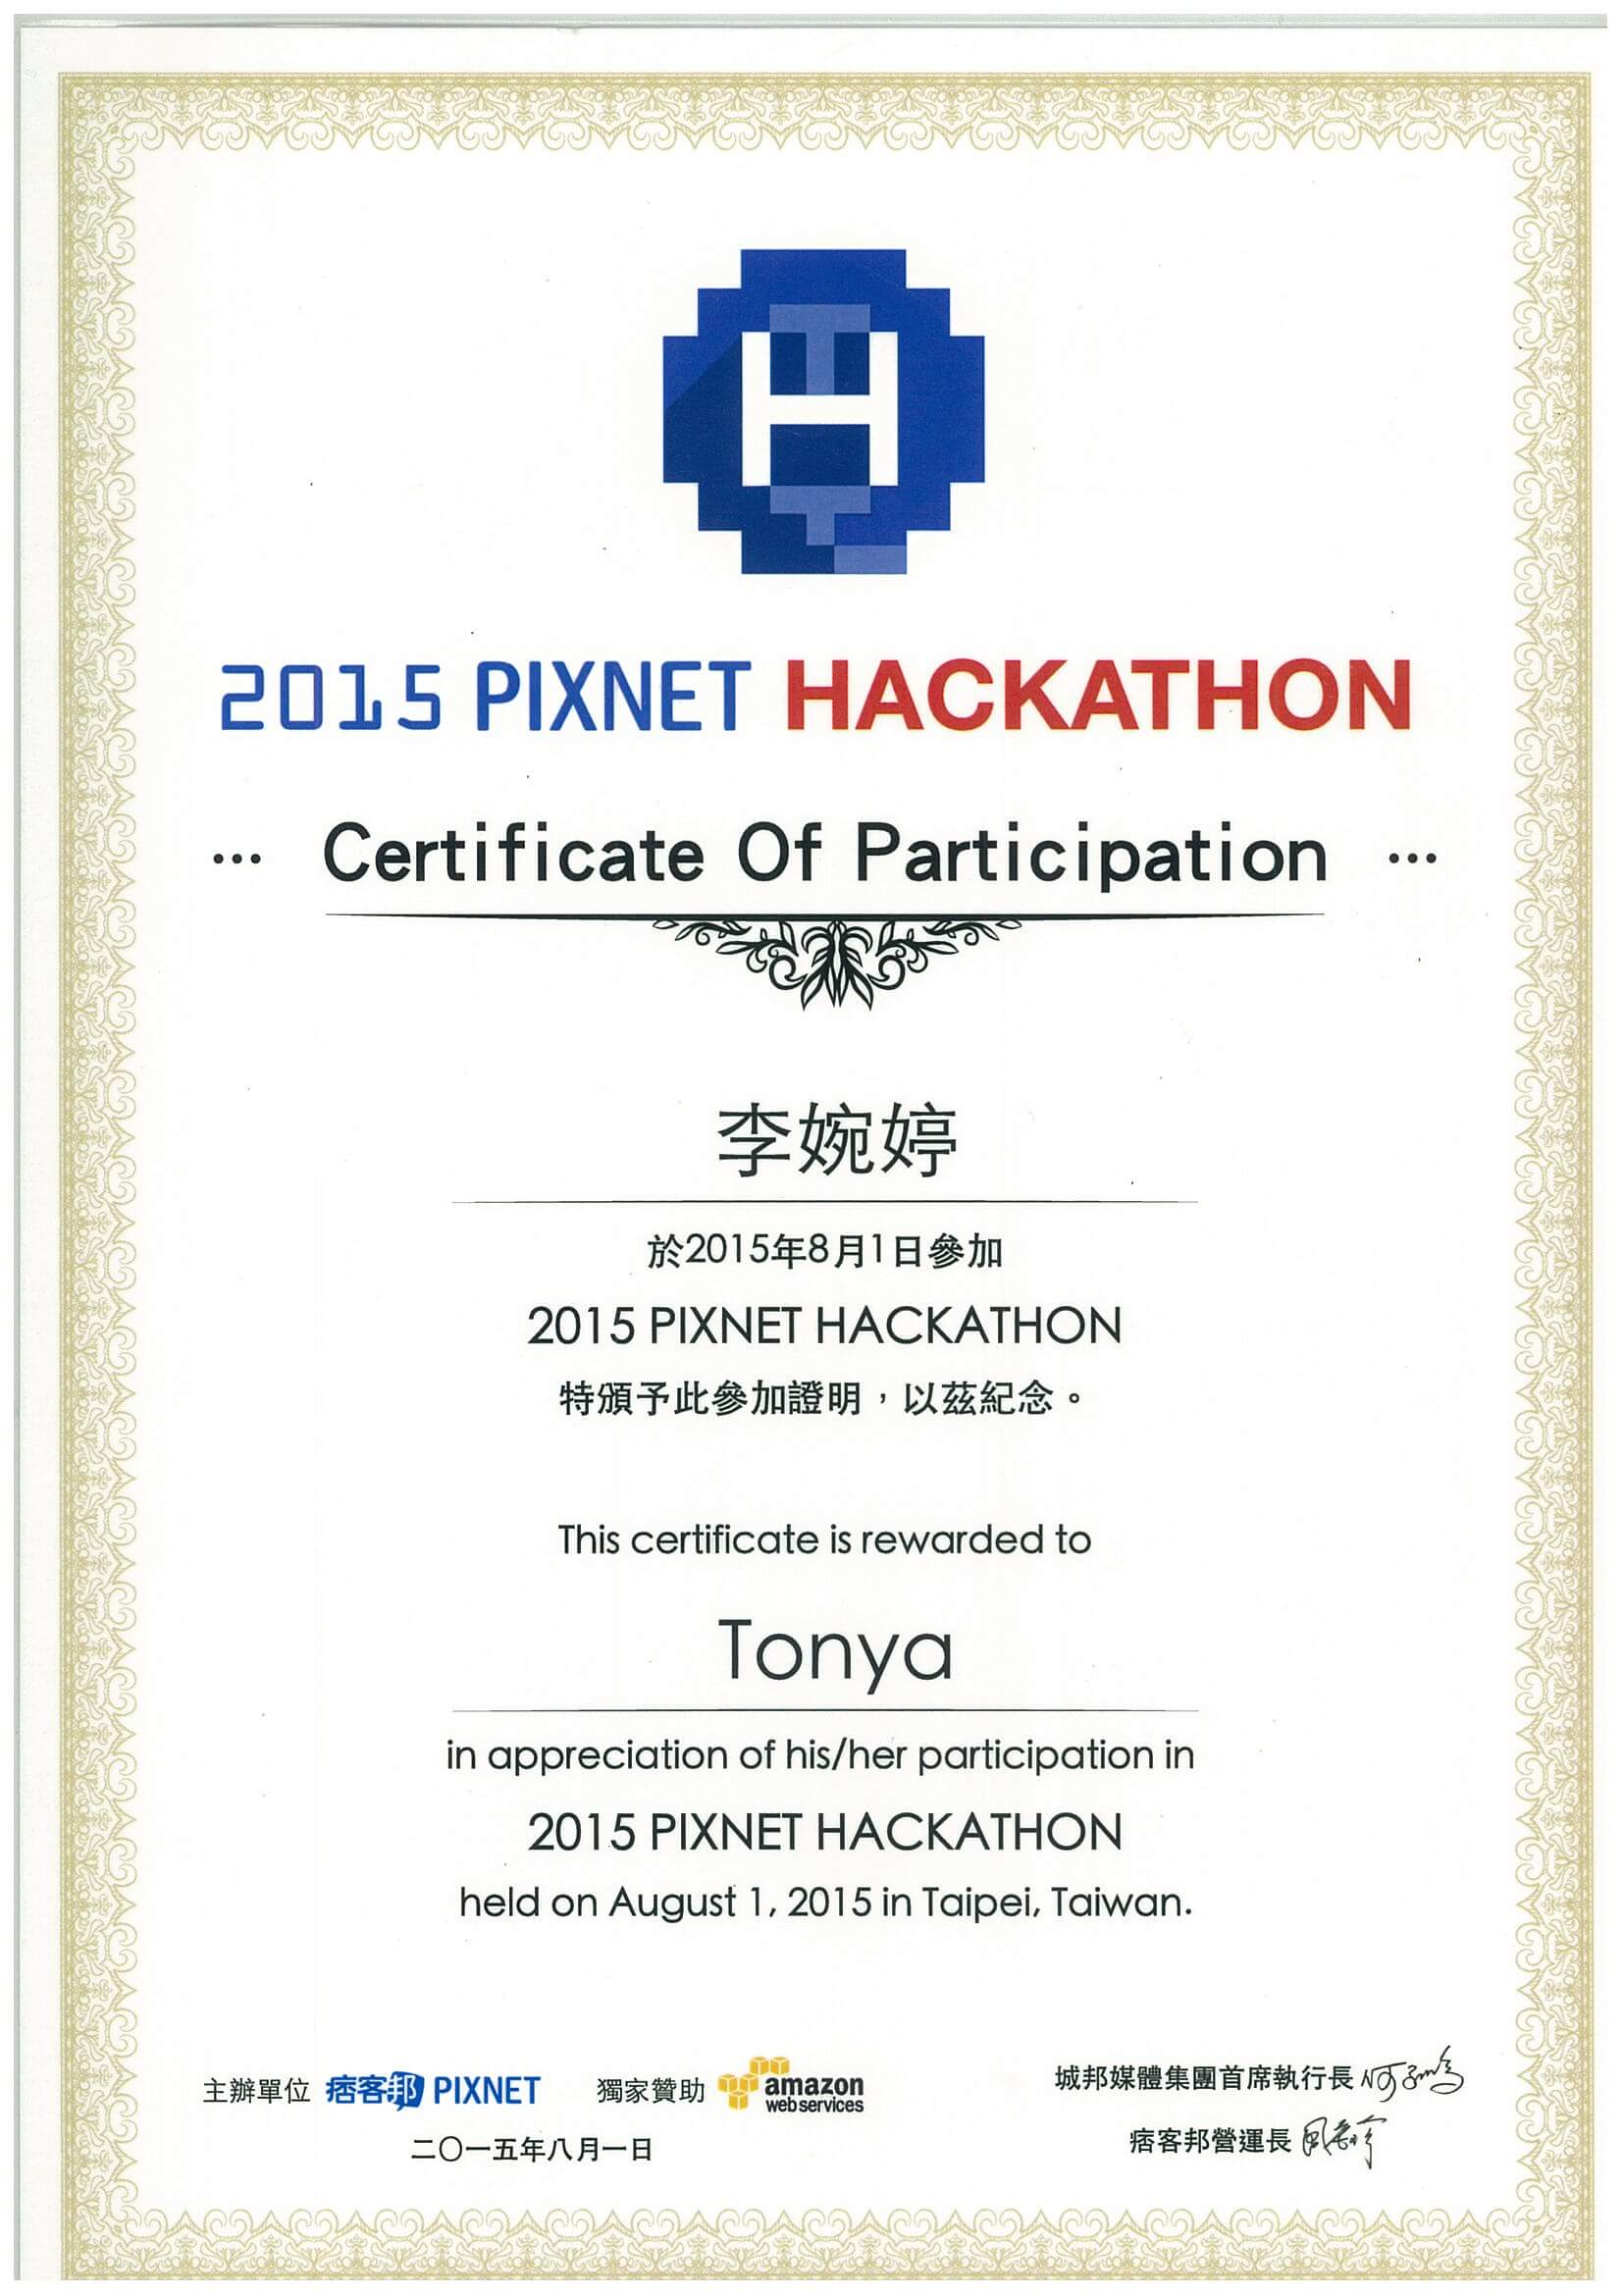 H
2015 PIXNET HACKATHON
... Certificate Of Participation ...
李婉婷
於2015年8月1日參加
2015 PIXNET HACKATHON
特頒予此參加證明，以茲紀念。
This certificate is rewarded to
Tonya
in appreciation of his/her participation in
2015 PIXNET HACKATHON
held on August 1, 2015 in Taipei, Taiwan.
主辦單位 痞客邦 PIXNET 獨家贊助 amazon web services
二〇一五年八月一日
城邦媒體集團首席執行長
痞客邦營運長